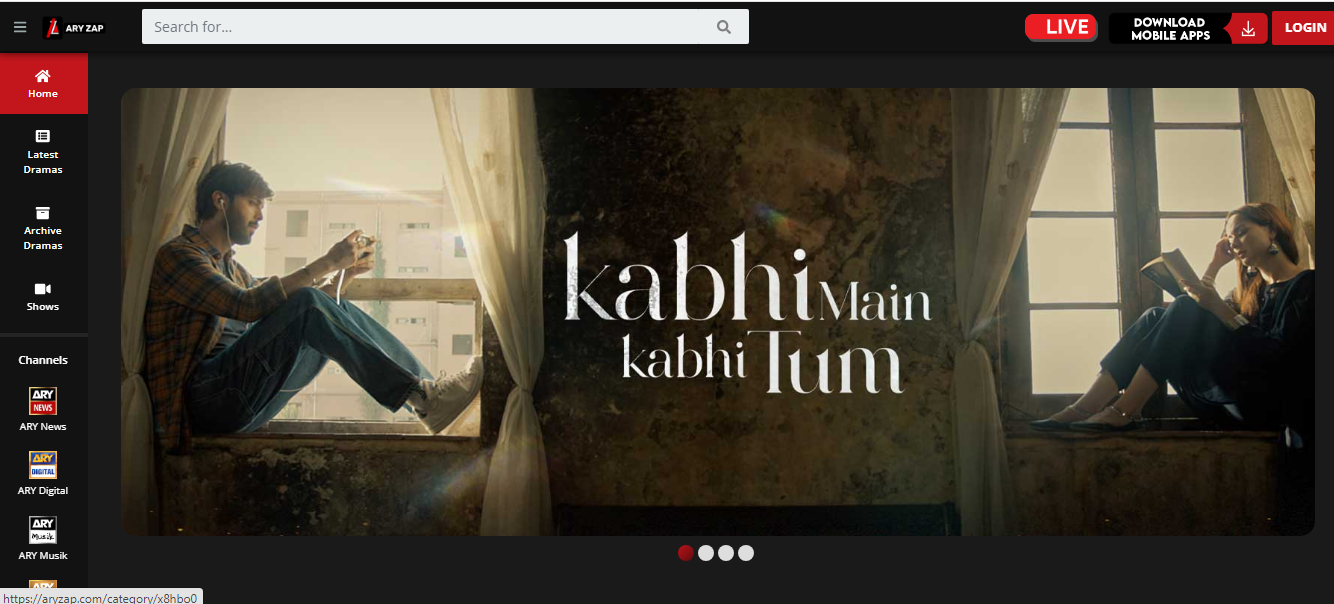 ARY ZAP
Search for...
LIVE
DOWNLOAD
MOBILE APPS
LOGIN
Home
Latest
Dramas
Archive
Dramas
Shows
Channels
ARY
NEWS
ARY News
ARY
DIGITAL
ARY Digital
ARY
Musik
ARY Musik
ARY
kabhi Main
kabhi Tum
https://aryzap.com/category/x8hbo0